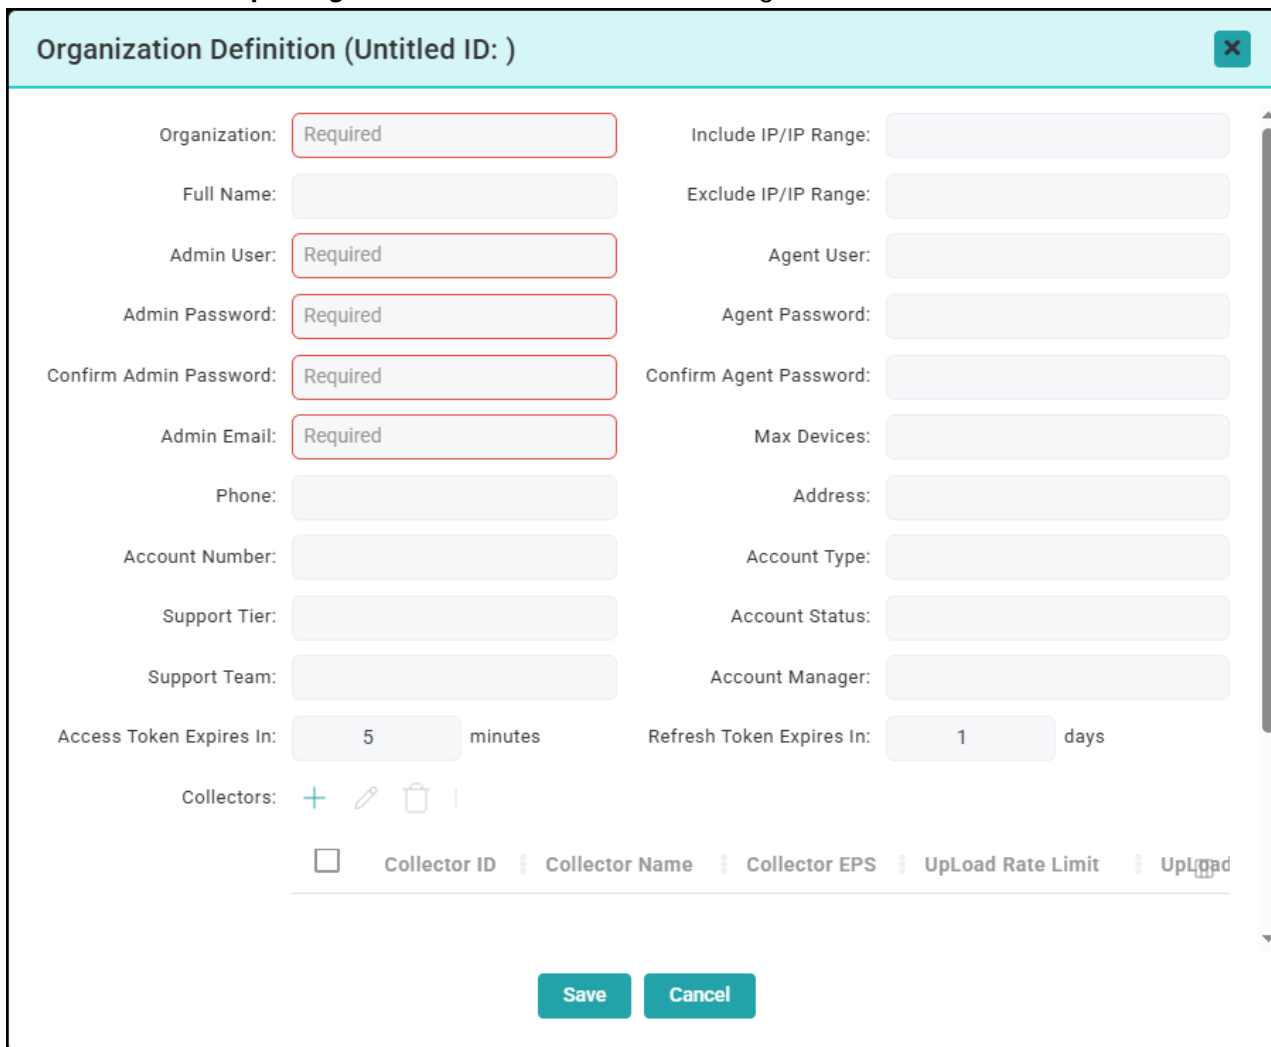 Organization Definition (Untitled ID: )
Organization: Required Include IP/IP Range:
Full Name: Exclude IP/IP Range:
Admin User: Required Agent User:
Admin Password: Required Agent Password:
Confirm Admin Password: Required Confirm Agent Password:
Admin Email: Required Max Devices:
Phone: Address:
Account Number: Account Type:
Support Tier: Account Status:
Support Team: Account Manager:
Access Token Expires In: 5 minutes Refresh Token Expires In: 1 days
Collectors:
Collector ID Collector Name Collector EPS UpLoad Rate Limit UpLoad
Save Cancel